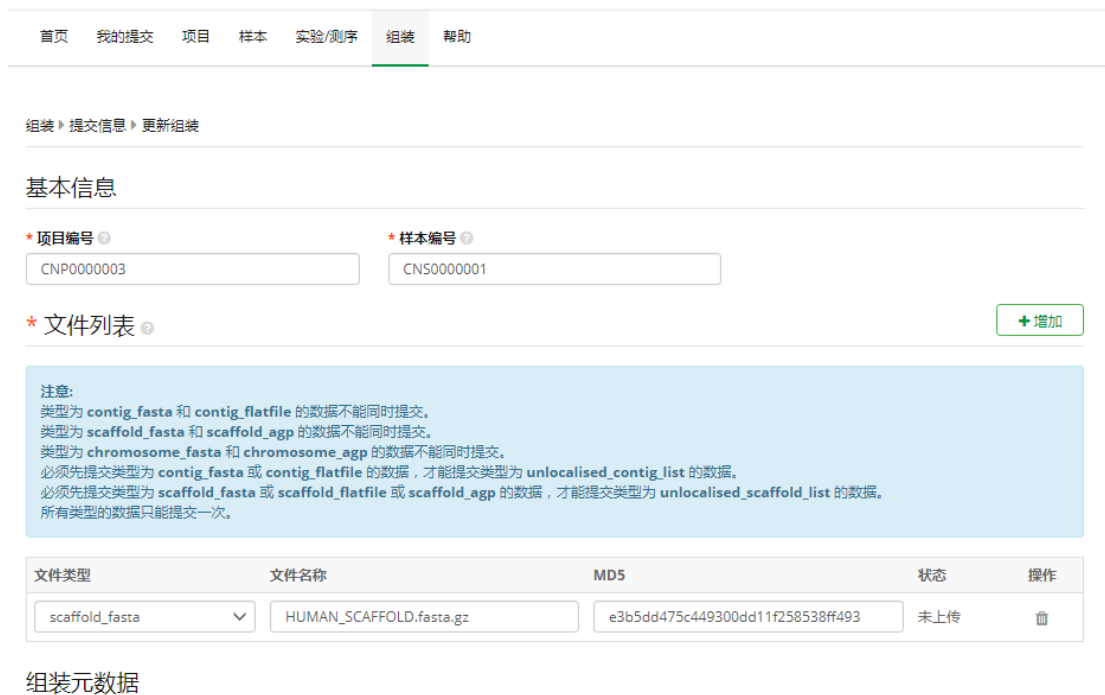 首页 我的提交 项目 样本 实验/测序 组装 帮助
组装 提交信息 更新组装
基本信息
* 项目编号 ? * 样本编号 ?
CNP0000003 CNS0000001
* 文件列表 ? +增加
注意:
类型为 contig_fasta 和 contig_flatfile 的数据不能同时提交。
类型为 scaffold_fasta 和 scaffold_agp 的数据不能同时提交。
类型为 chromosome_fasta 和 chromosome_agp 的数据不能同时提交。
必须先提交类型为 contig_fasta 或 contig_flatfile 的数据，才能提交类型为 unlocalised_contig_list 的数据。
必须先提交类型为 scaffold_fasta 或 scaffold_flatfile 或 scaffold_agp 的数据，才能提交类型为 unlocalised_scaffold_list 的数据。
所有类型的数据只能提交一次。
文件类型 文件名称 MD5 状态 操作
scaffold_fasta HUMAN_SCAFFOLD.fasta.gz e3b5dd475c449300dd11f258538ff493 未上传
组装元数据